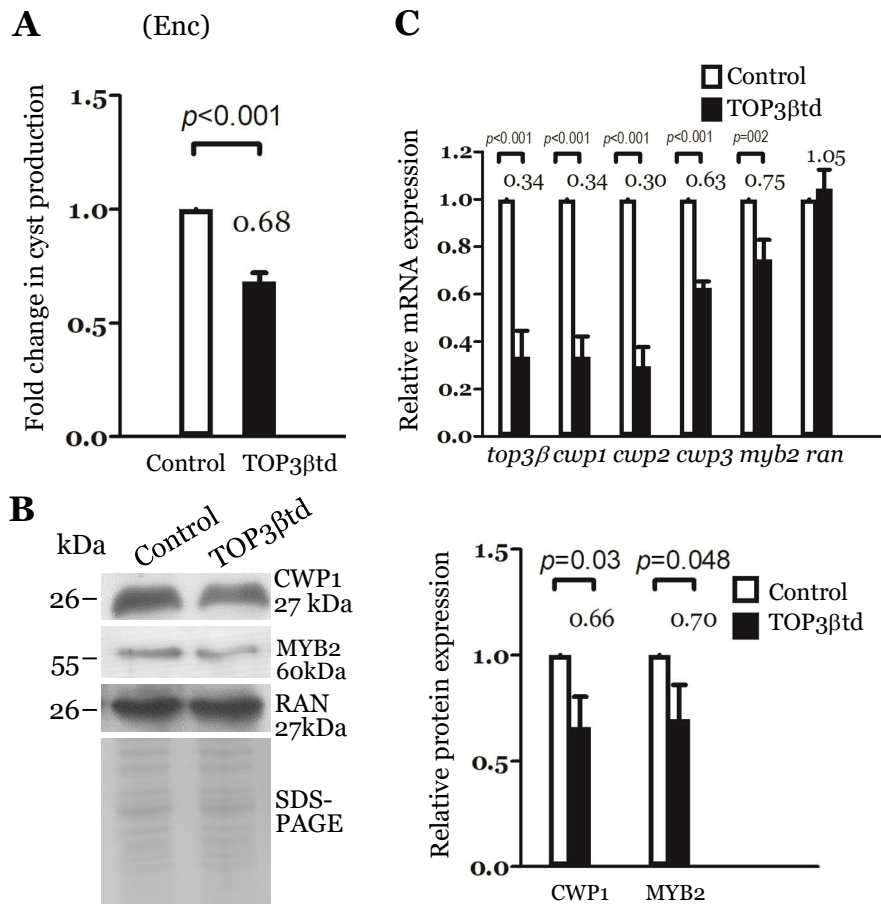 A
(Enc)
Fold change in cyst production
1.5
1.0
0.5
0.0
p<0.001
0.68
Control TOP3βtd
C
Control
TOP3βtd
Relative mRNA expression
1.2
1.0
0.8
0.6
0.4
0.2
0.0
p<0.001 p<0.001 p<0.001 p<0.001 p=002
0.34 0.34 0.30 0.63 0.75 1.05
top3β cwp1 cwp2 cwp3 myb2 ran
B
kDa
Control
TOP3βtd
26
CWP1
27 kDa
55
MYB2
60kDa
26
RAN
27kDa
SDS-
PAGE
Relative protein expression
1.5
1.0
0.5
0.0
p=0.03 p=0.048
0.66 0.70
Control
TOP3βtd
CWP1 MYB2